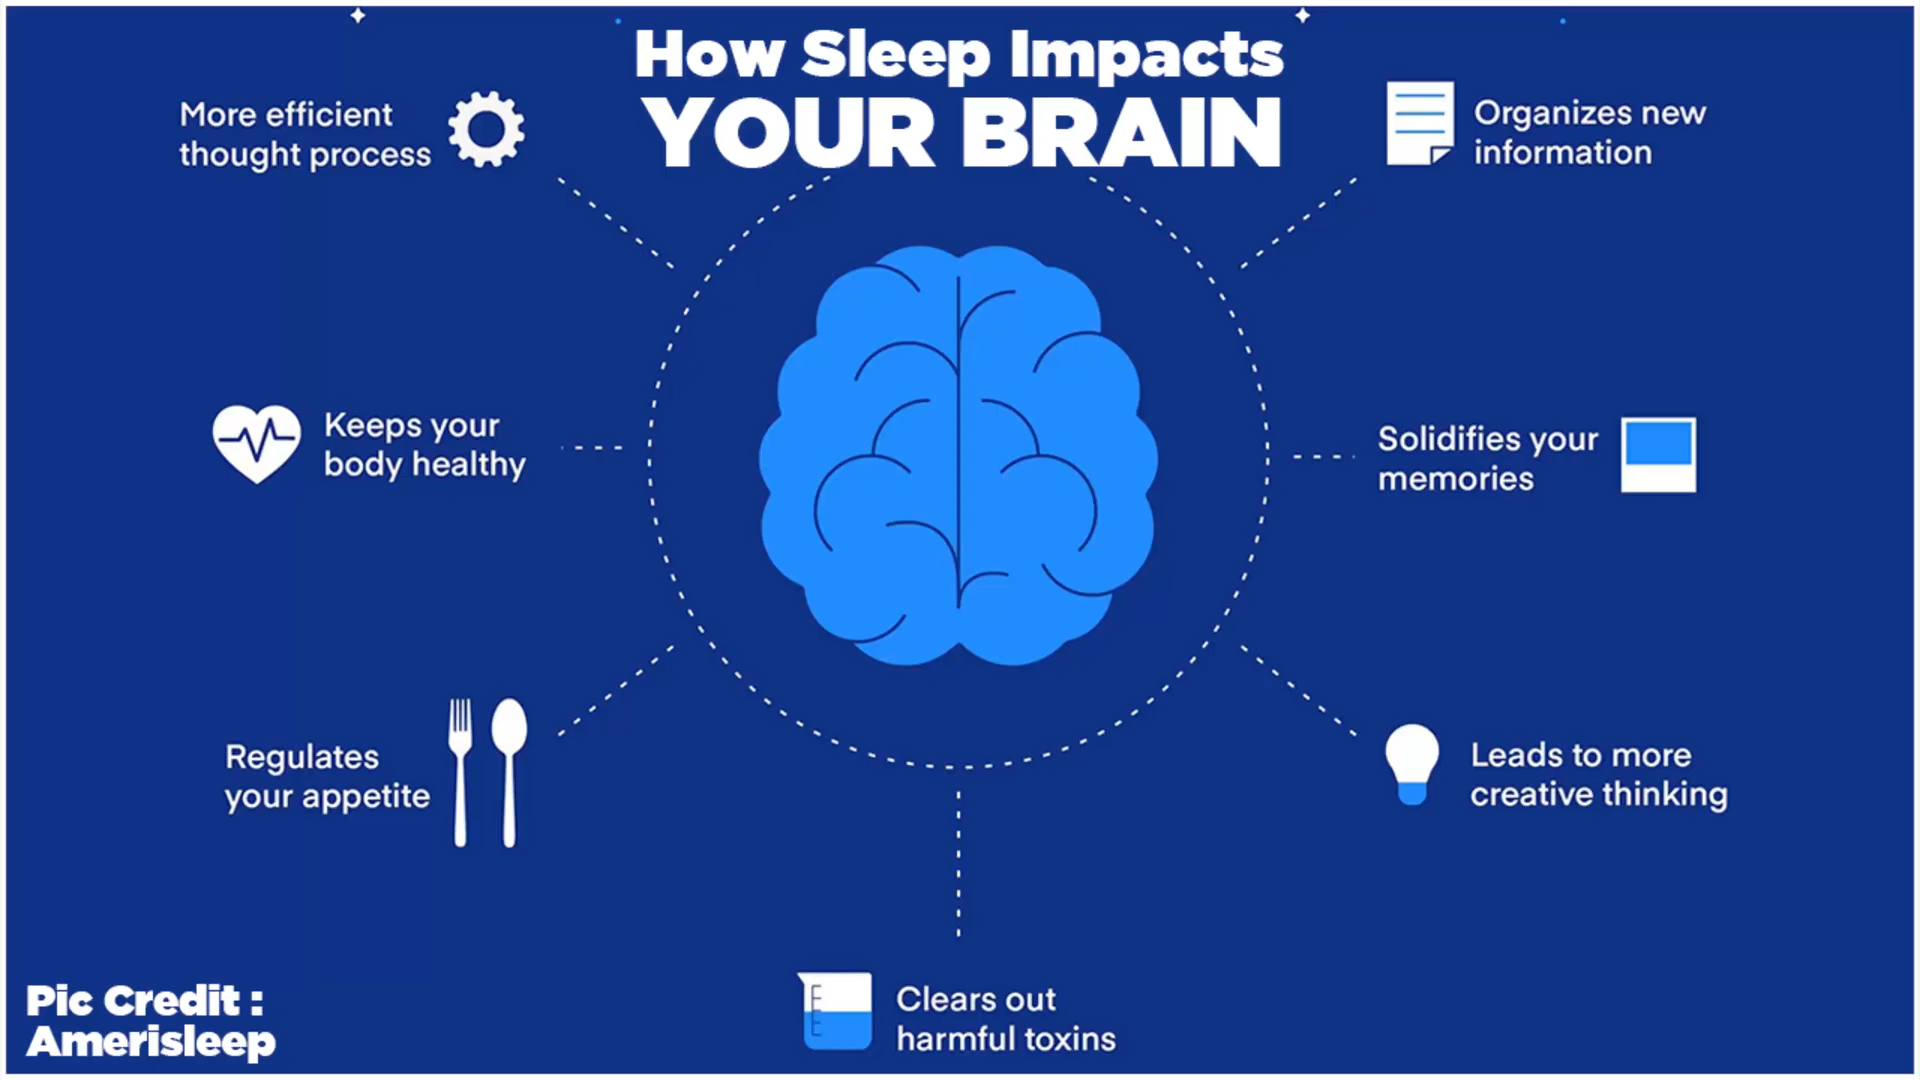 How Sleep Impacts
YOUR BRAIN
More efficient
thought process
Organizes new
information
Keeps your
body healthy
Solidifies your
memories
Regulates
your appetite
Leads to more
creative thinking
Clears out
harmful toxins
Pic Credit :
Amerisleep